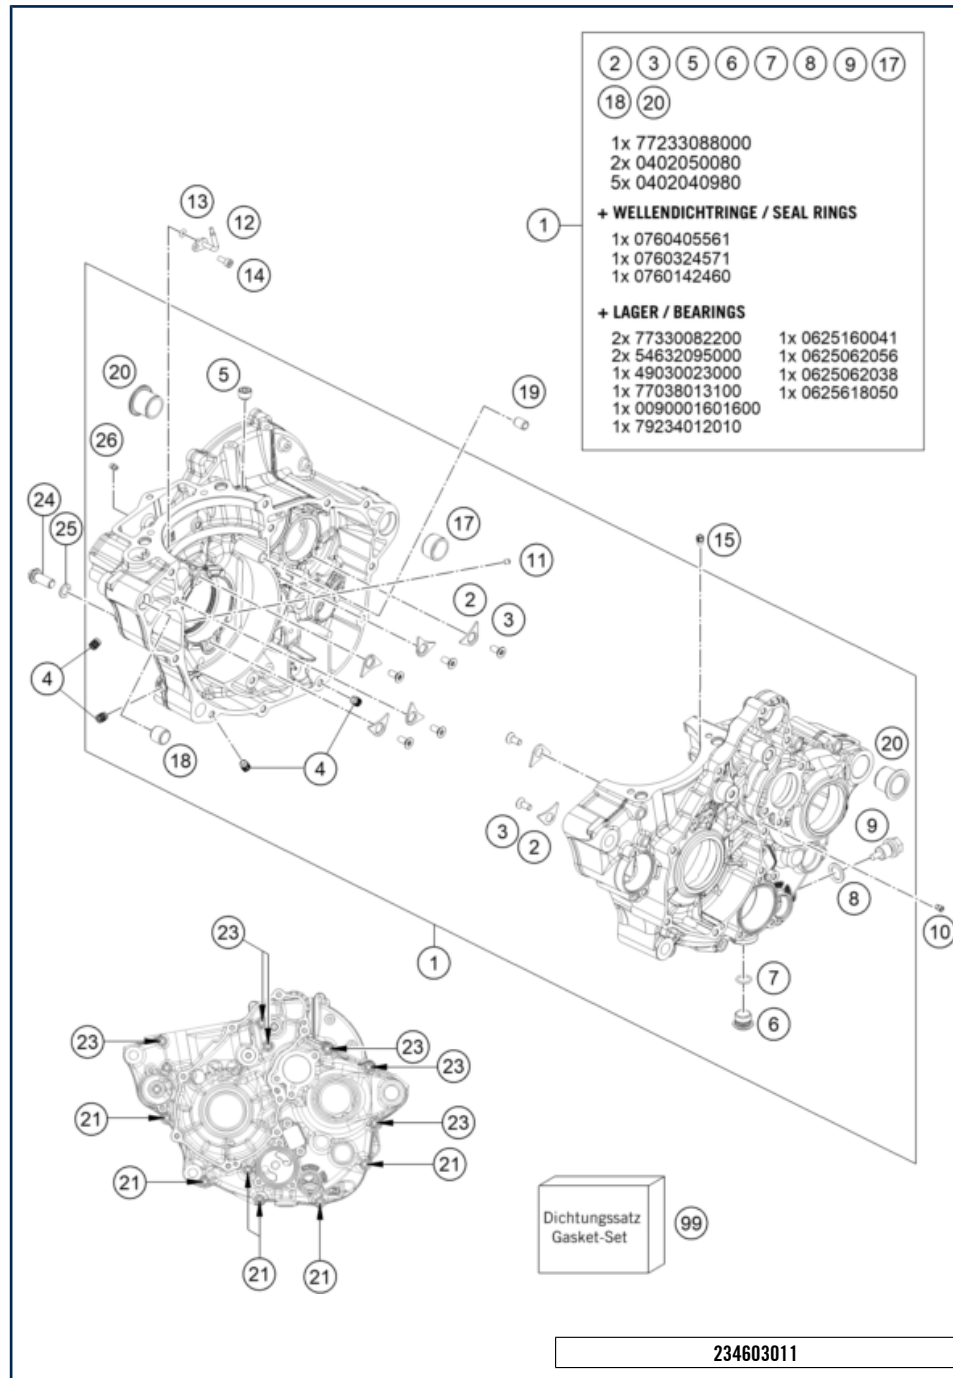 2 3 5 6 7 8 9 17
18 20
1x 77233088000
2x 0402050080
5x 0402040980
+ WELLENDICHTRINGE / SEAL RINGS
1
1x 0760405561
1x 0760324571
1x 0760142460
+ LAGER / BEARINGS
2x 77330082200 1x 0625160041
2x 54632095000 1x 0625062056
1x 49030023000 1x 0625062038
1x 77038013100 1x 0625618050
1x 0090001601600
1x 79234012010
13
12
14
20
5
19
26
24
25
17
15
11
2
3
4
18
4
20
9
3
2
8
10
23
1
7
6
23
23
23
21
23
21
21
21
21
Dichtungssatz
Gasket-Set
99
234603011